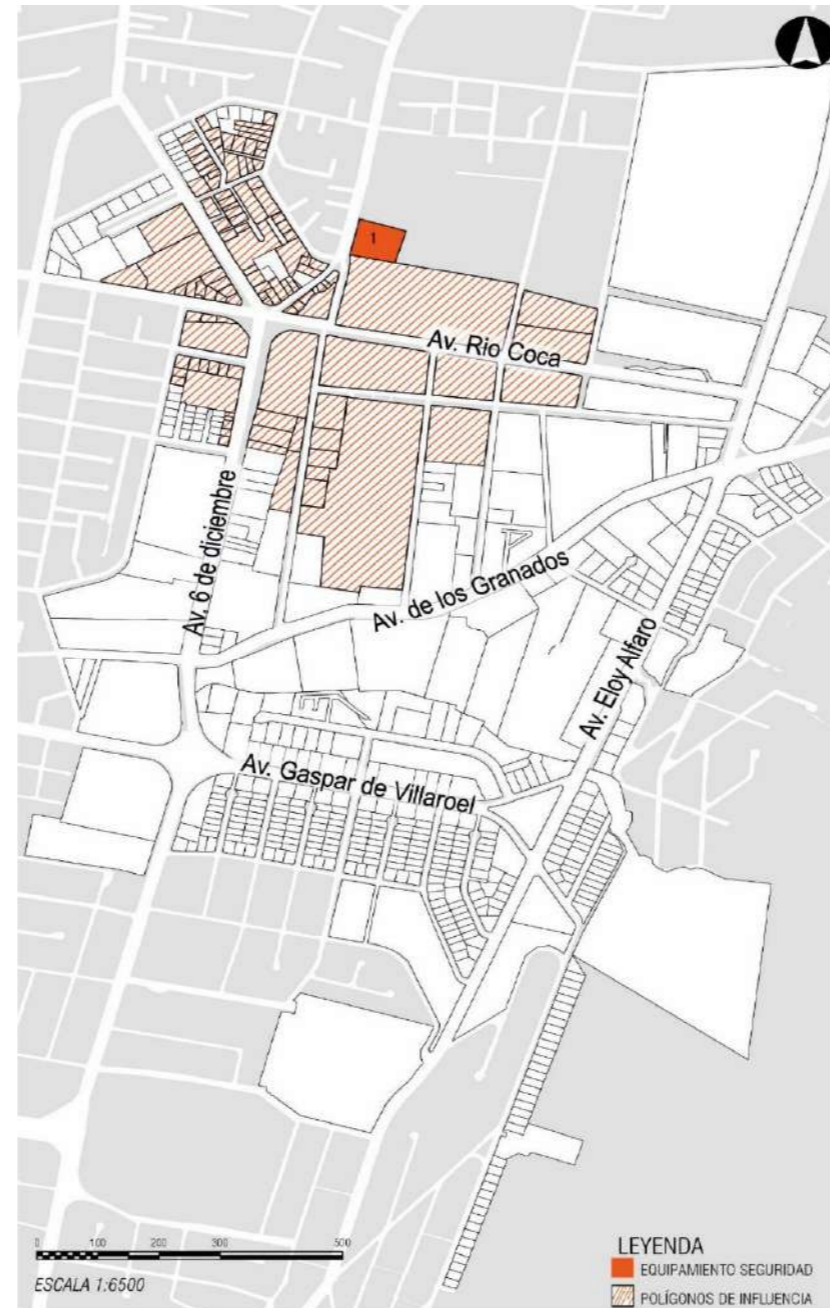 1
Av. Rio Coca
Av. 6 de diciembre
Av. de los Granados
Av. Eloy Alfaro
Av. Gaspar de Villaroel
0 100 200 300 500
ESCALA 1:6500
LEYENDA
EQUIPAMIENTO SEGURIDAD
POLÍGONOS DE INFLUENCIA